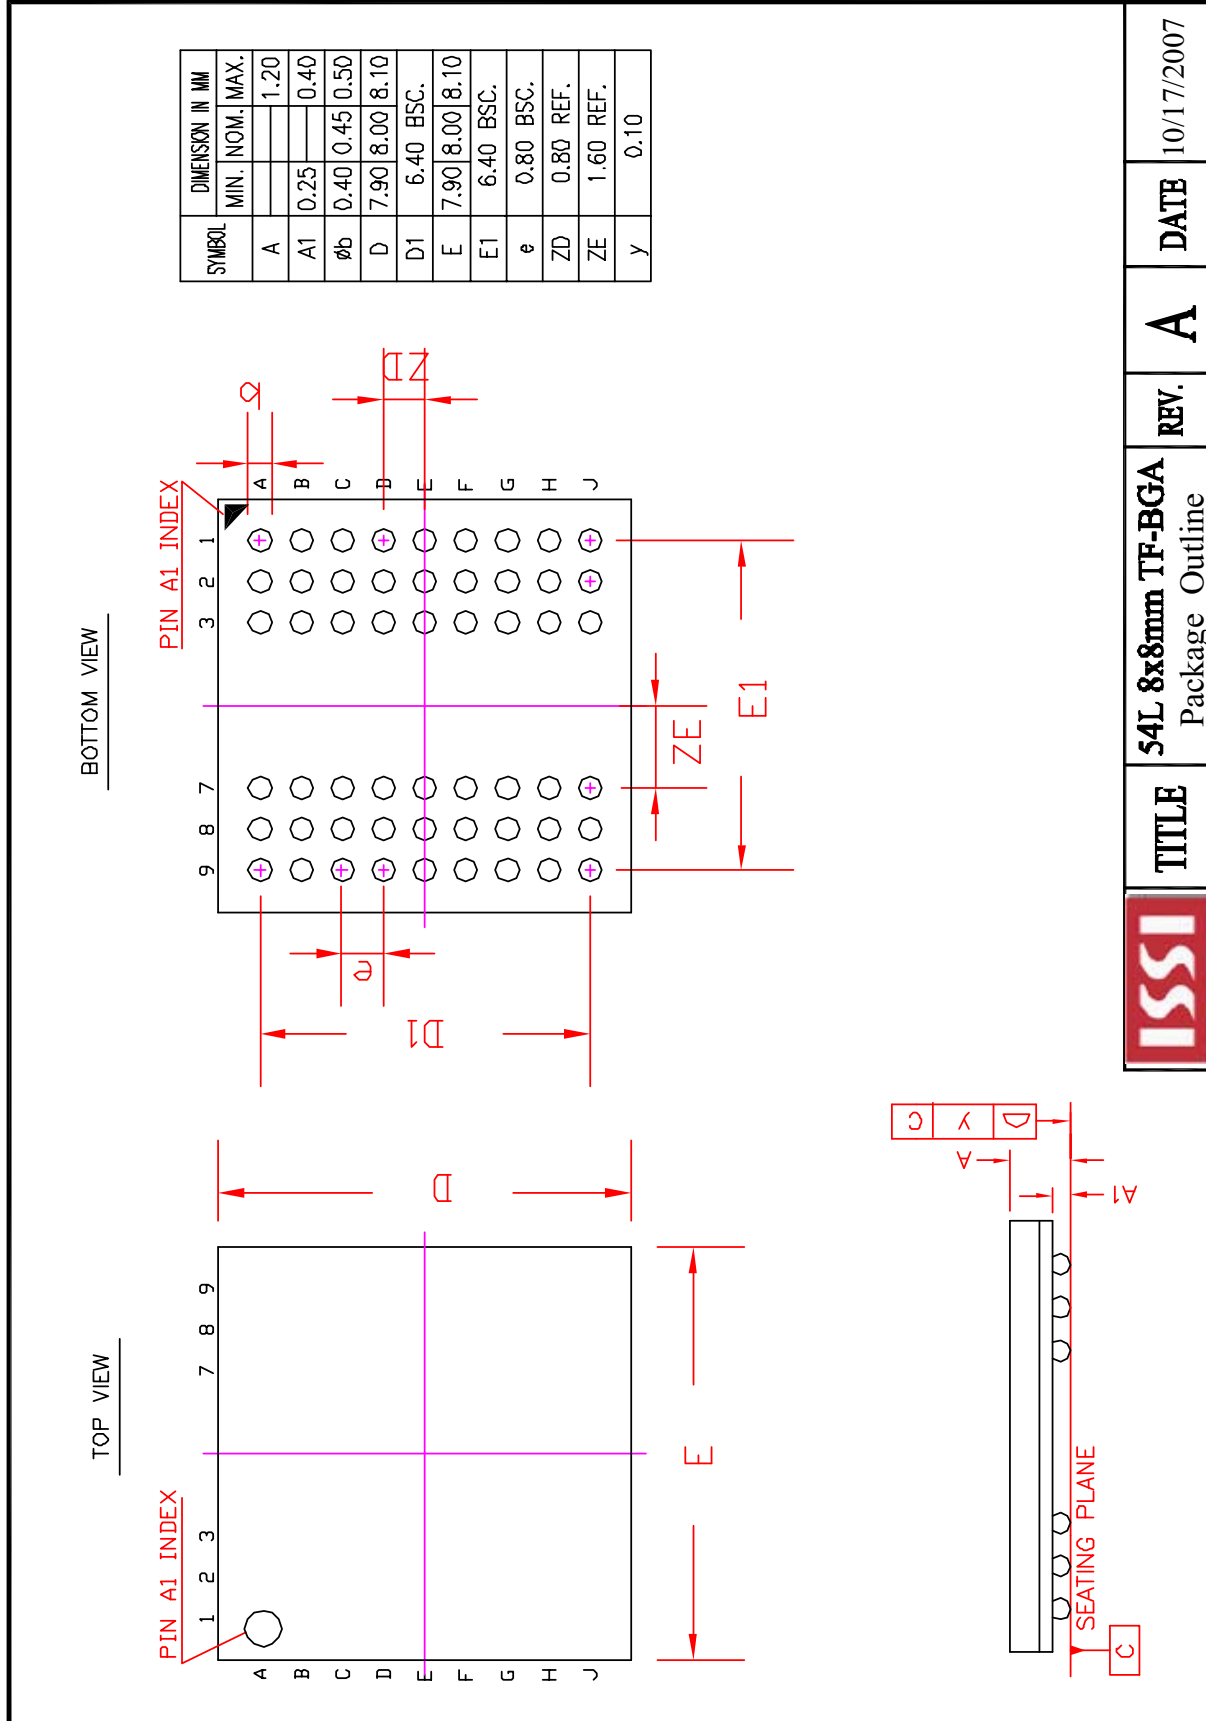 TOP VIEW
PIN A1 INDEX
1 2 3 7 8 9
A
B
C
D
E
F
G
H
J
D
E
BOTTOM VIEW
PIN A1 INDEX
9 8 7 3 2 1
A
B
C
D
E
F
G
H
J
b
ZD
e
D1
ZE
E1
SYMBOL DIMENSION IN MM
MIN. NOM. MAX.
A 1.20
A1 0.25 0.40
øb 0.40 0.45 0.50
D 7.90 8.00 8.10
D1 6.40 BSC.
E 7.90 8.00 8.10
E1 6.40 BSC.
e 0.80 BSC.
ZD 0.80 REF.
ZE 1.60 REF.
y 0.10
SEATING PLANE
C
A
A1
y C
ISSI
TITLE
54L 8x8mm TF-BGA
Package Outline
REV.
A
DATE
10/17/2007